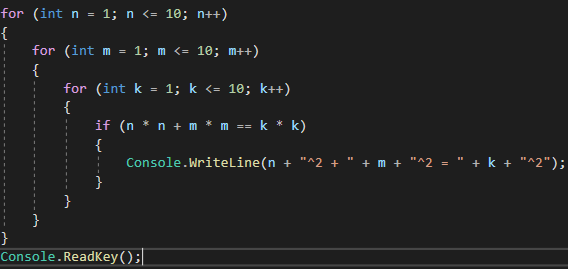 for (int n = 1; n <= 10; n++)
{
    for (int m = 1; m <= 10; m++)
    {
        for (int k = 1; k <= 10; k++)
        {
            if (n * n + m * m == k * k)
            {
                Console.WriteLine(n + "^2 + " + m + "^2 = " + k + "^2");
            }
        }
    }
}
Console.ReadKey();